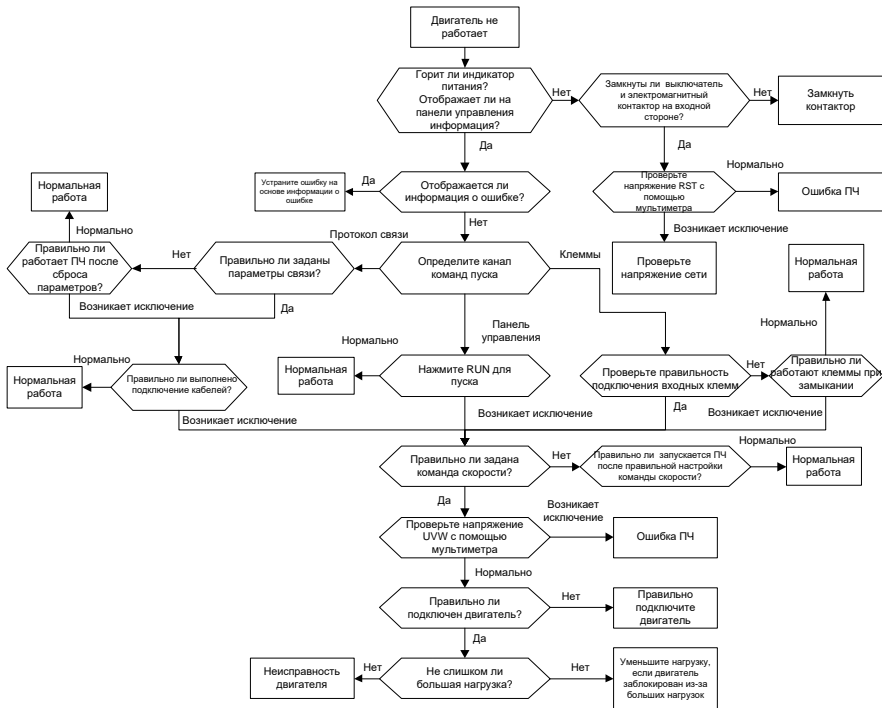 Двигатель не
работает
Горит ли индикатор
питания?
Отображает ли на
панели управления
информация?
Нет
Замкнуты ли выключатель
и электромагнитный
контактор на входной
стороне?
Нет
Замкнуть
контактор
Да
Да
Нормально
Устраните ошибку на
основе информации о
ошибке
Да
Отображается ли
информация о ошибке?
Проверьте
напряжение RST с
помощью
мультиметра
Ошибка ПЧ
Нормальная
работа
Нормально
Нет
Возникает исключение
Протокол связи
Клеммы
Правильно ли
работает ПЧ после
сброса
параметров?
Нет
Правильно ли заданы
параметры связи?
Определите канал
команд пуска
Проверьте
напряжение сети
Нормальная
работа
Возникает исключение
Да
Панель
управления
Нормально
Нормально
Нормально
Нормальная
работа
Правильно ли выполнено
подключение кабелей?
Нормальная
работа
Нажмите RUN для
пуска
Проверьте правильность
подключения входных клемм
Нет
Правильно ли
работают клеммы при
замыкании
Возникает исключение
Возникает исключение
Да
Возникает исключение
Правильно ли задана
команда скорости?
Нет
Правильно ли запускается ПЧ
после правильной настройки
команды скорости?
Нормально
Нормальная
работа
Да
Проверьте напряжение
UVW с помощью
мультиметра
Возникает
исключение
Ошибка ПЧ
Нормально
Правильно ли
подключен двигатель?
Нет
Правильно
подключите
двигатель
Да
Неисправность
двигателя
Нет
Не слишком ли
большая нагрузка?
Нет
Уменьшите нагрузку,
если двигатель
заблокирован из-за
больших нагрузок